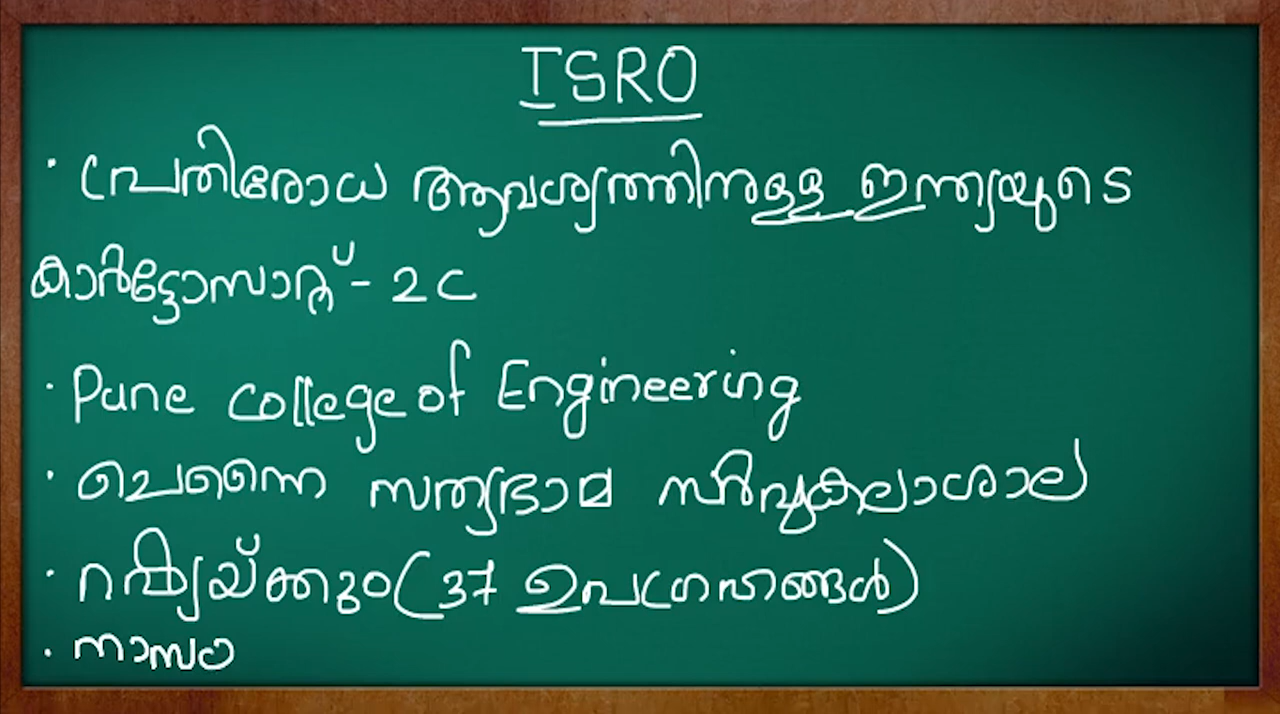 ISRO
· പ്രതിരോധ ആവശ്യത്തിനുള്ള ഇന്ത്യയുടെ
കാർട്ടോസാറ്റ് - 2C
· Pune College of Engineering
· ചെന്നൈ സത്യഭാമ സർവ്വകലാശാല
· റഷ്യയ്ക്കും (37 ഉപഗ്രഹങ്ങൾ)
· നാസ